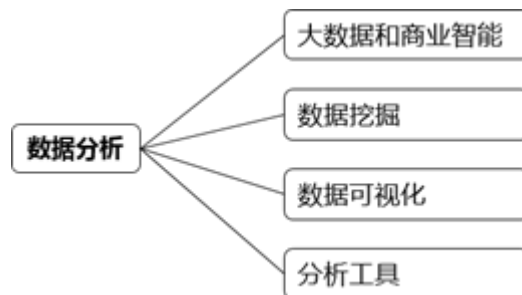 数据分析
大数据和商业智能
数据挖掘
数据可视化
分析工具